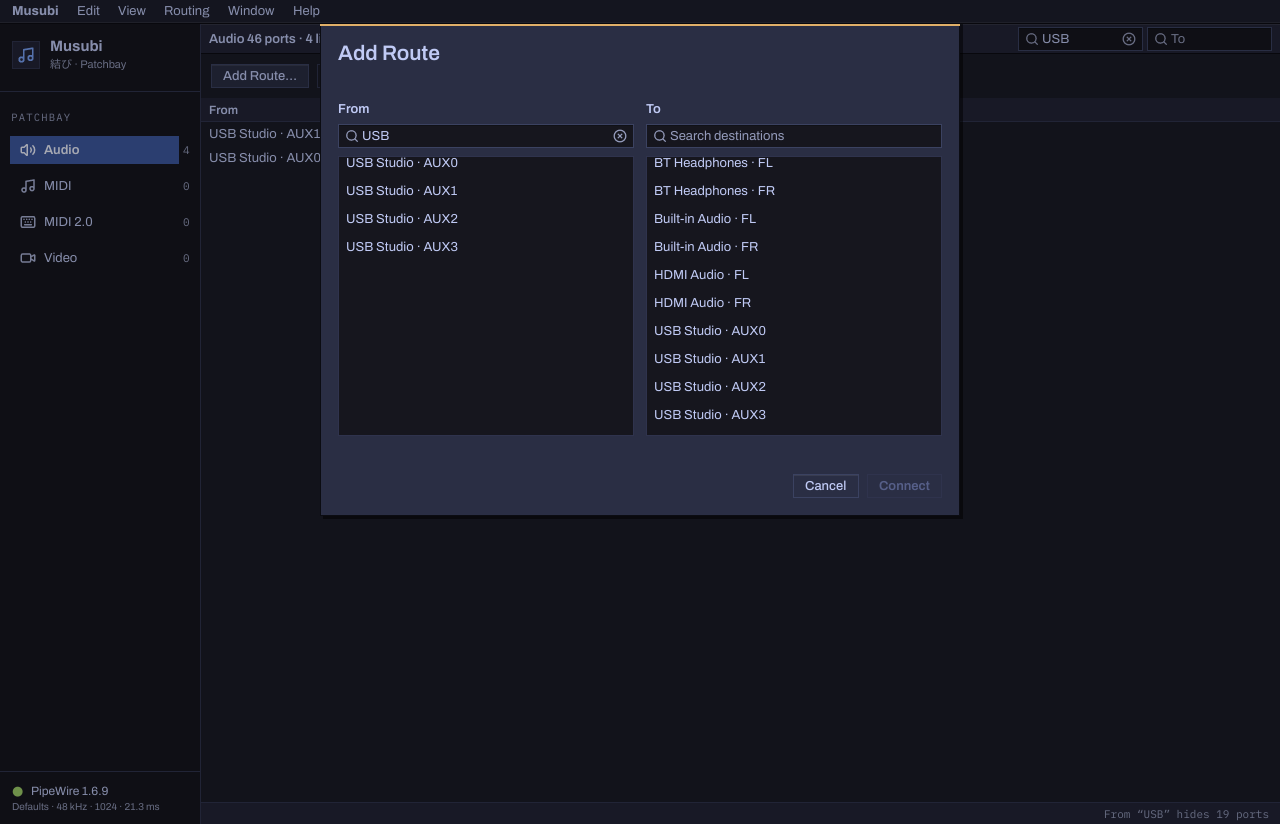 Musubi Edit View Routing Window Help
Musubi
結び · Patchbay
Audio 46 ports · 4 l
USB
To
Add Route...
From
USB Studio · AUX1
USB Studio · AUX0
PATCHBAY
Audio 4
MIDI 0
MIDI 2.0 0
Video 0
Add Route
From
To
USB
Search destinations
USB Studio · AUX0
USB Studio · AUX1
USB Studio · AUX2
USB Studio · AUX3
BT Headphones · FL
BT Headphones · FR
Built-in Audio · FL
Built-in Audio · FR
HDMI Audio · FL
HDMI Audio · FR
USB Studio · AUX0
USB Studio · AUX1
USB Studio · AUX2
USB Studio · AUX3
Cancel
Connect
PipeWire 1.6.9
Defaults · 48 kHz · 1024 · 21.3 ms
From “USB” hides 19 ports